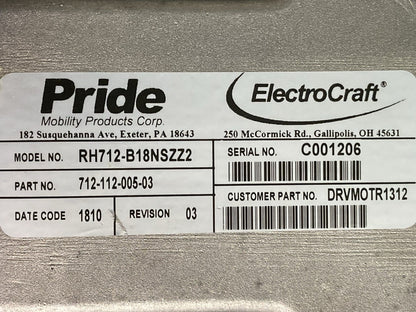 Pride
Mobility Products Corp.
182 Susquehanna Ave, Exeter, PA 18643
ElectroCraft®
250 McCormick Rd., Gallipolis, OH 45631
MODEL NO. RH712-B18NSZZ2
SERIAL NO. C001206
PART NO. 712-112-005-03
CUSTOMER PART NO. DRVMOTR1312
DATE CODE 1810 REVISION 03